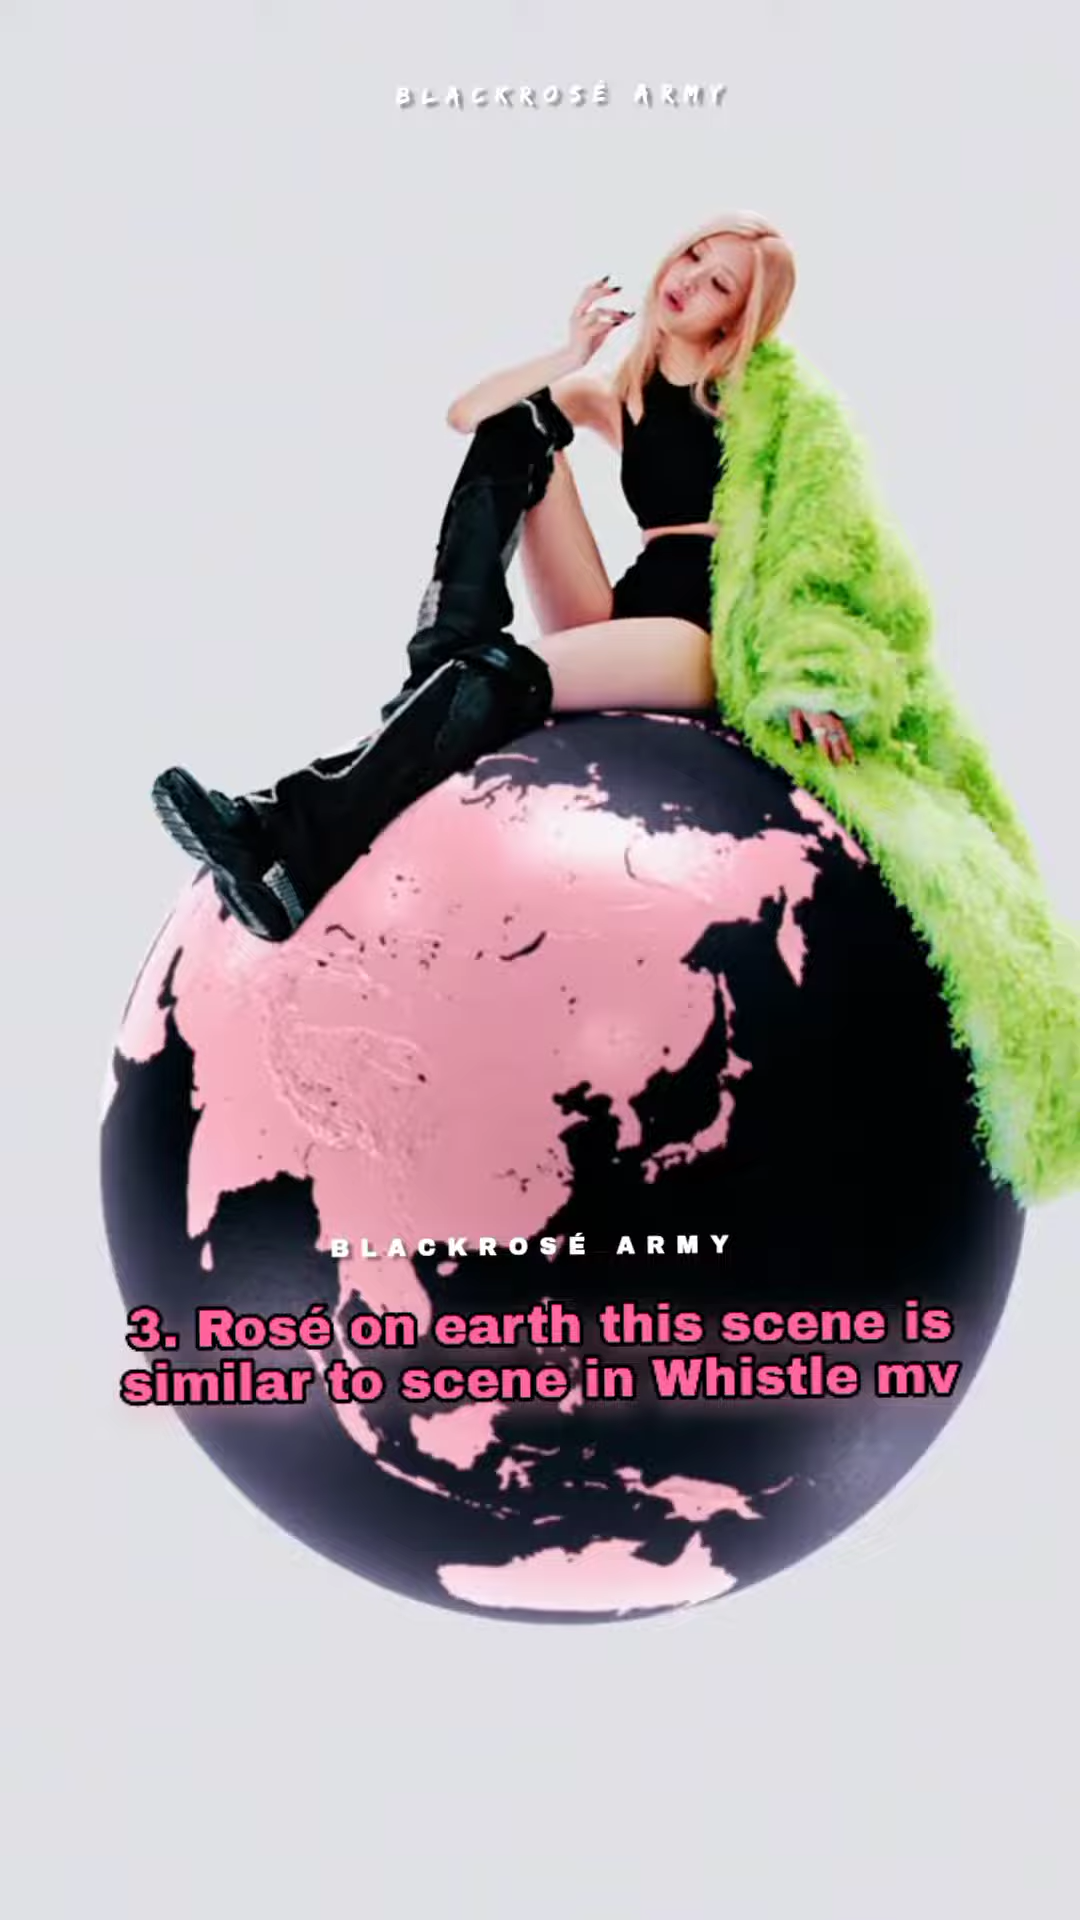 BLACKROSÉ ARMY
BLACKROSÉ ARMY
3. Rosé on earth this scene is
similar to scene in Whistle mv